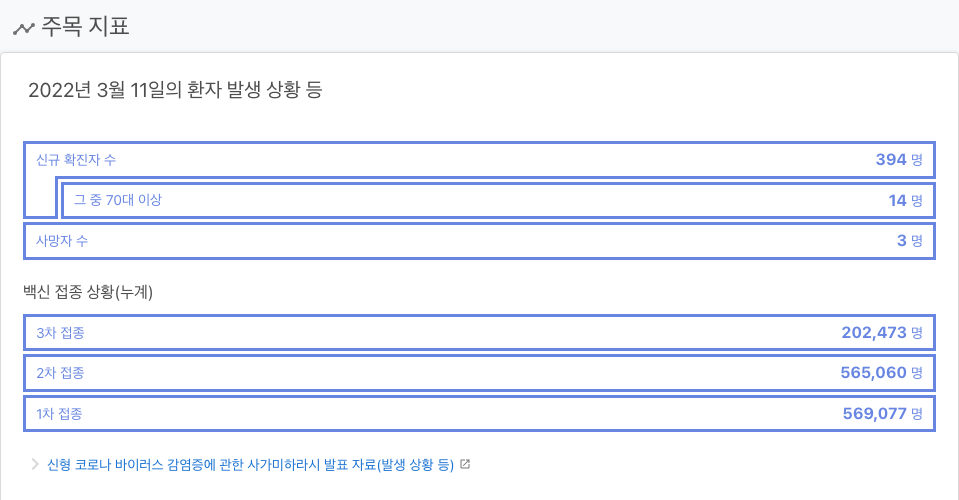 주목 지표
2022년 3월 11일의 환자 발생 상황 등
신규 확진자 수 394 명
그 중 70대 이상 14 명
사망자 수 3 명
백신 접종 상황(누계)
3차 접종 202,473 명
2차 접종 565,060 명
1차 접종 569,077 명
신형 코로나 바이러스 감염증에 관한 사가미하라시 발표 자료(발생 상황 등)